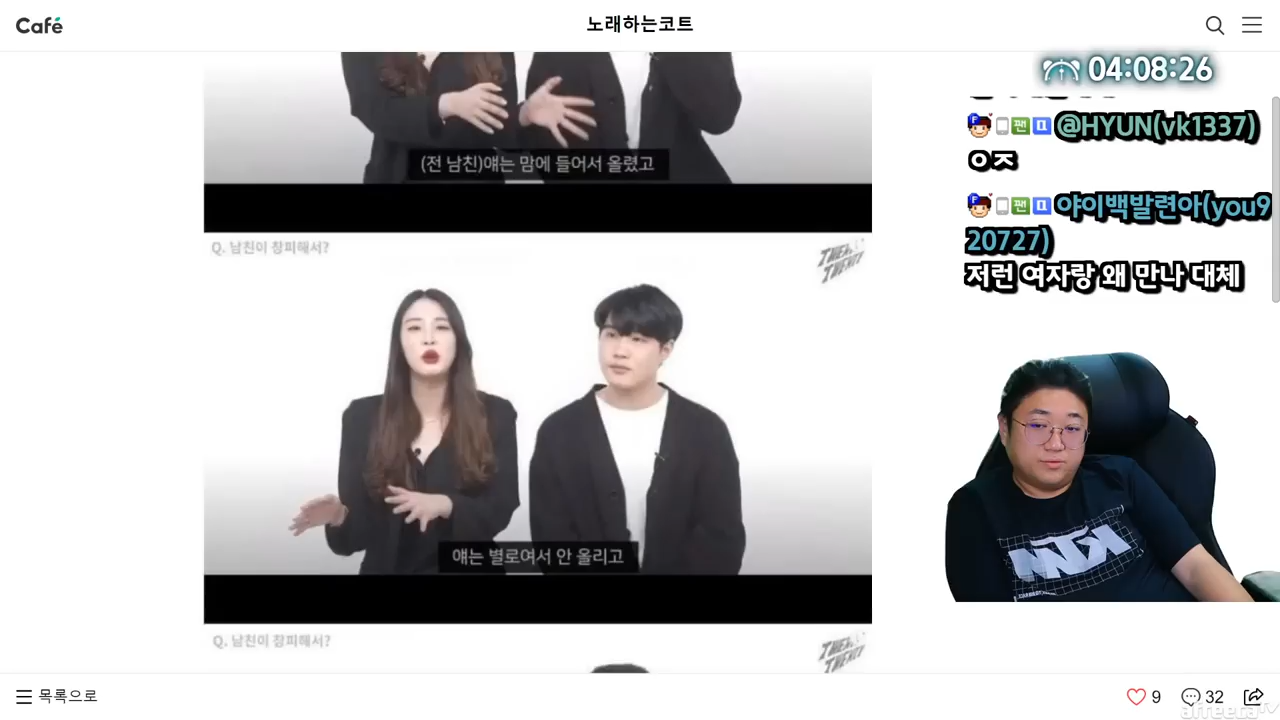 Café
노래하는코트
04:08:26
@HYUN(vk1337)
ㅇㅈ
야이백발련아(you9
20727)
저런 여자랑 왜 만나 대체
(전 남친)얘는 맘에 들어서 올렸고
Q. 남친이 창피해서?
얘는 별로여서 안 올리고
Q. 남친이 창피해서?
목록으로
9
32
afreecaTV